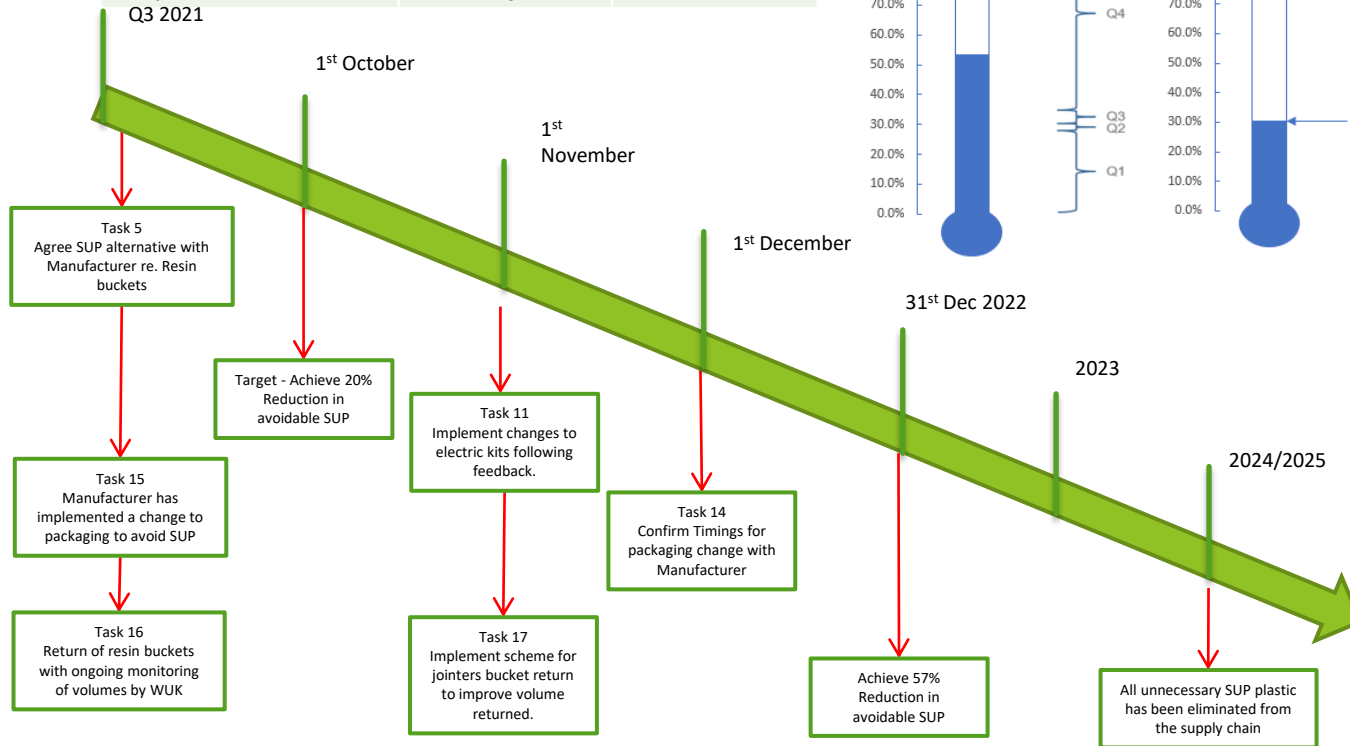 Q3 2021
1st October
1st
November
1st December
31st Dec 2022
2023
2024/2025
Task 5
Agree SUP alternative with
Manufacturer re. Resin
buckets
Task 15
Manufacturer has
implemented a change to
packaging to avoid SUP
Task 16
Return of resin buckets
with ongoing monitoring
of volumes by WUK
Target - Achieve 20%
Reduction in
avoidable SUP
Task 11
Implement changes to
electric kits following
feedback.
Task 17
Implement scheme for
jointers bucket return
to improve volume
returned.
Task 14
Confirm Timings for
packaging change with
Manufacturer
Achieve 57%
Reduction in
avoidable SUP
All unnecessary SUP plastic
has been eliminated from
the supply chain
70.0%
60.0%
50.0%
40.0%
30.0%
20.0%
10.0%
0.0%
Q4
Q3
Q2
Q1
70.0%
60.0%
50.0%
40.0%
30.0%
20.0%
10.0%
0.0%